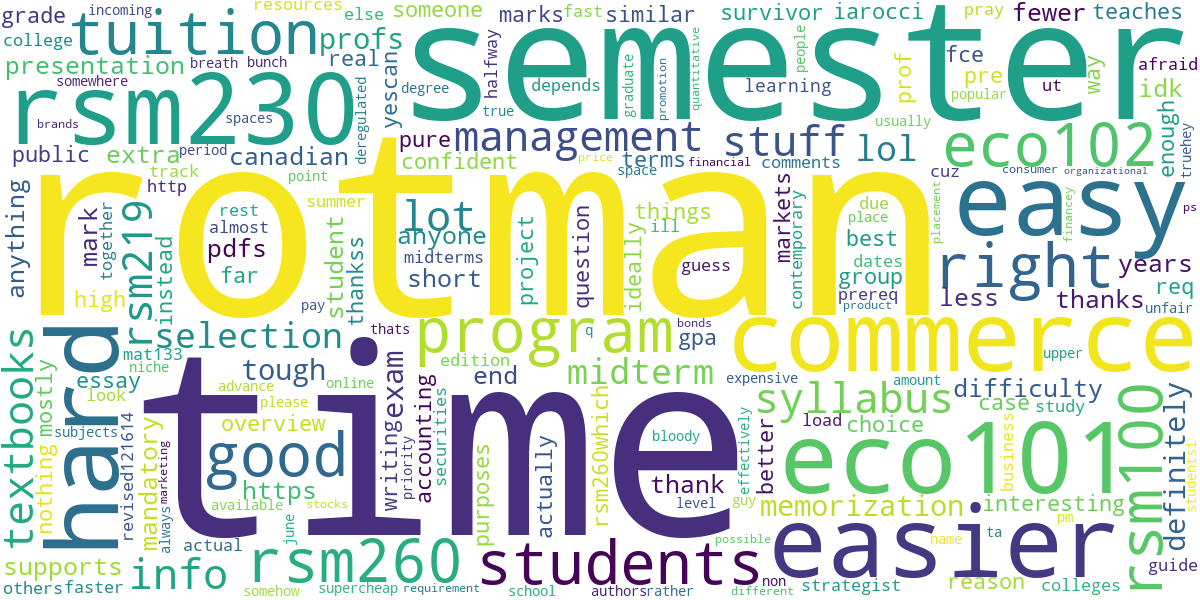 grade
incoming
tuition
resources
else
someone
marks
fast
similar
survivor
iarocci
pray
fewer
teaches
college
profs
semester
presentation
breath
bunch
real
halfway
people
fce
afraid
somewhere
yescan
degree
depends
graduate
promotion
quantitative
learning
prof
pre
popular
way
ut
idk
rsm230
true
brands
spaces
deregulated
usually
public
extra
period
canadian
pure
management
stuff
lol
eco102
enough
truehey
track
point
confident
terms
price
financial
comments
space
cuz
consumer
organizational
http
summer
rotman
easy
anything
mark
together
rsm219
instead
rest
almost
pdfs
far
student
thankss
lot
anyone
midterms
short
project
question
ideally
things
ill
guess
markets
contemporary
due
place
best
dates
group
prereq
product
placement
financey
ps
right
years
req
less
thanks
unfair
high
pay
textbooks
hard
mostly
nothing
selection
mat133
niche
essay
look
subjects
revised121614
thats
program
q
bonds
gpa
commerce
upper
tough
edition
end
midterm
expensive
amount
difficulty
advance
online
please
overview
time
syllabus
case
study
choice
load
good
mandatory
marketing
always
writingexam
priority
accounting
securities
purposes
actually
rsm260which
bloody
effectively
better
eco101
business
rsm100
definitely
studentsi
https
available
stocks
june
thank
level
guy
memorization
interesting
pm
name
ta
easier
supports
actual
info
rsm260
students
possible
non
different
reason
guide
others
faster
somehow
supercheap
requirement
school
authors
rather
strategist
colleges